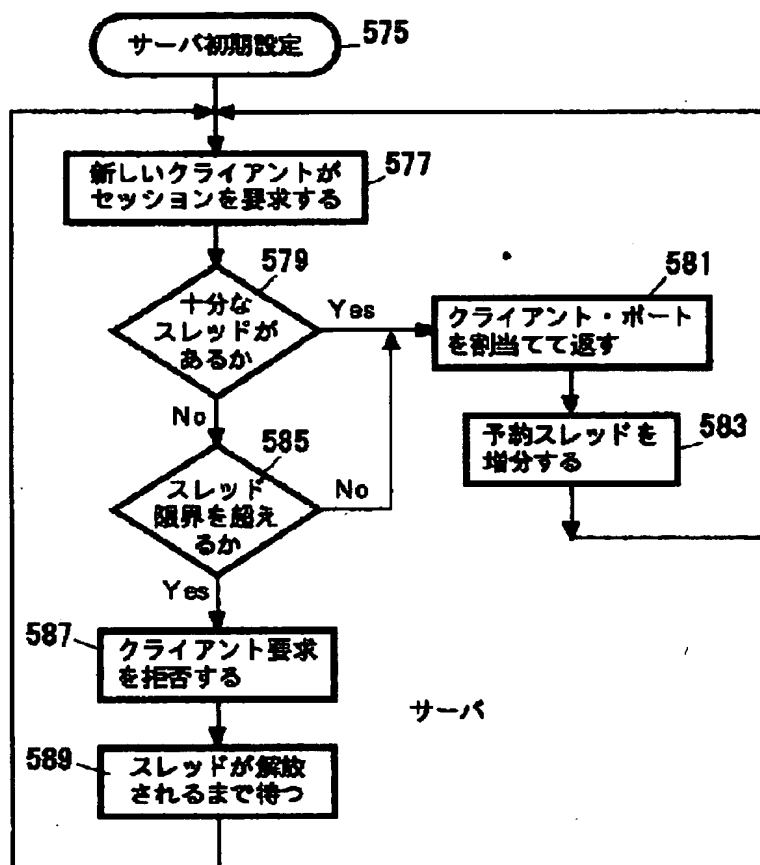 サーバ初期設定
575
新しいクライアントが
セッションを要求する
577
579
十分な
スレッドが
あるか
Yes
581
クライアント・ポート
を割当てて返す
No
予約スレッドを
増分する
583
585
スレッド
限界を超え
るか
No
Yes
587
クライアント要求
を拒否する
サーバ
589
スレッドが解放
されるまで待つ